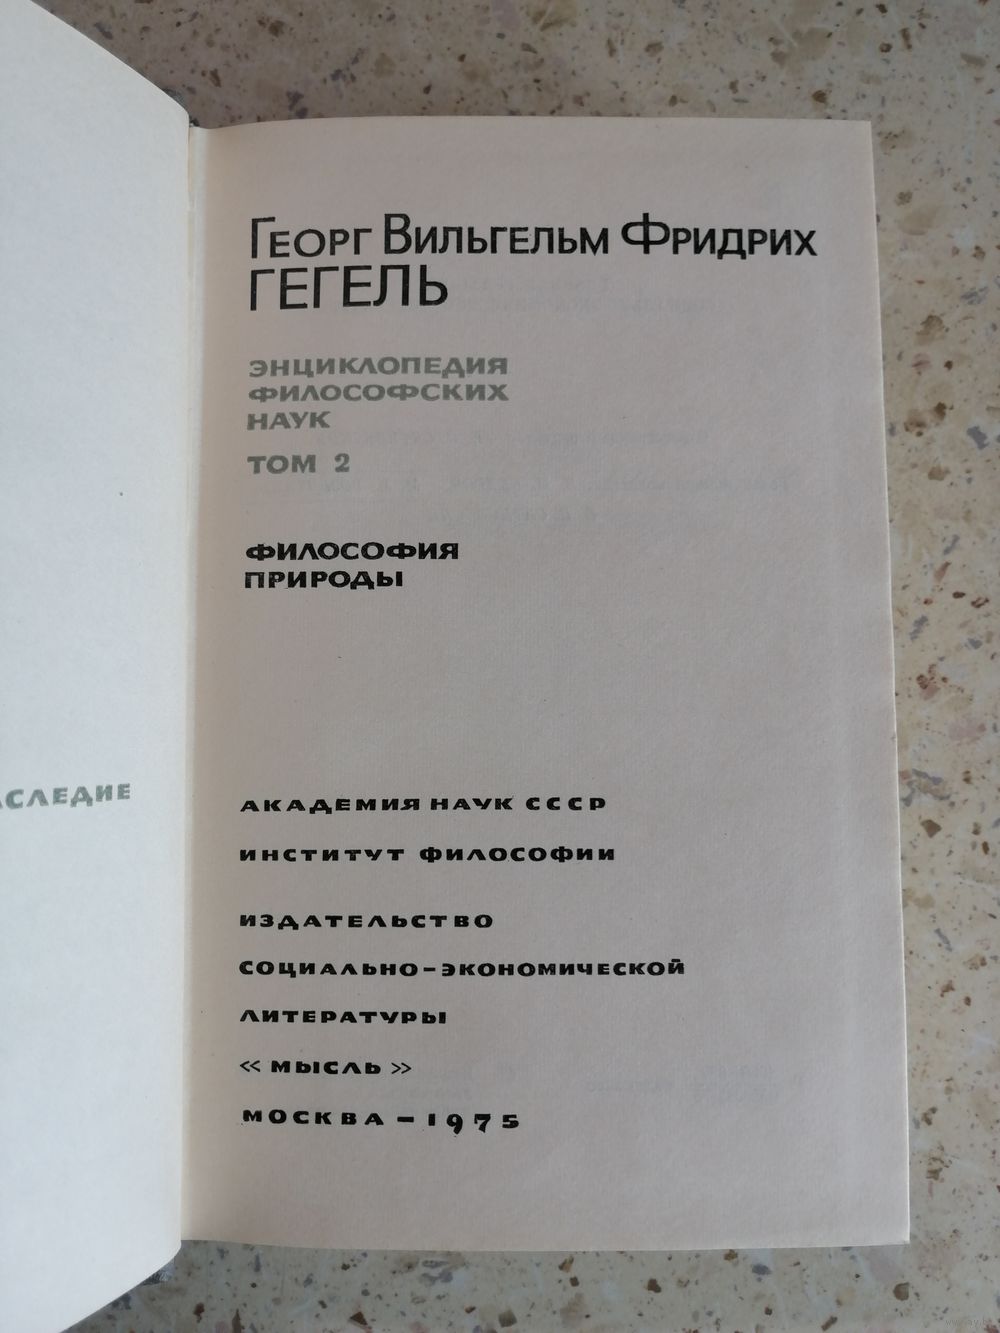 Георг Вильгельм Фридрих
ГЕГЕЛЬ
ЭНЦИКЛОПЕДИЯ
ФИЛОСОФСКИХ
НАУК
ТОМ 2
ФИЛОСОФИЯ
ПРИРОДЫ
АСЛЕДИЕ
АКАДЕМИЯ НАУК СССР
ИНСТИТУТ ФИЛОСОФИИ
ИЗДАТЕЛЬСТВО
СОЦИАЛЬНО-ЭКОНОМИЧЕСКОЙ
ЛИТЕРАТУРЫ
« МЫСЛЬ »
МОСКВА – 1975